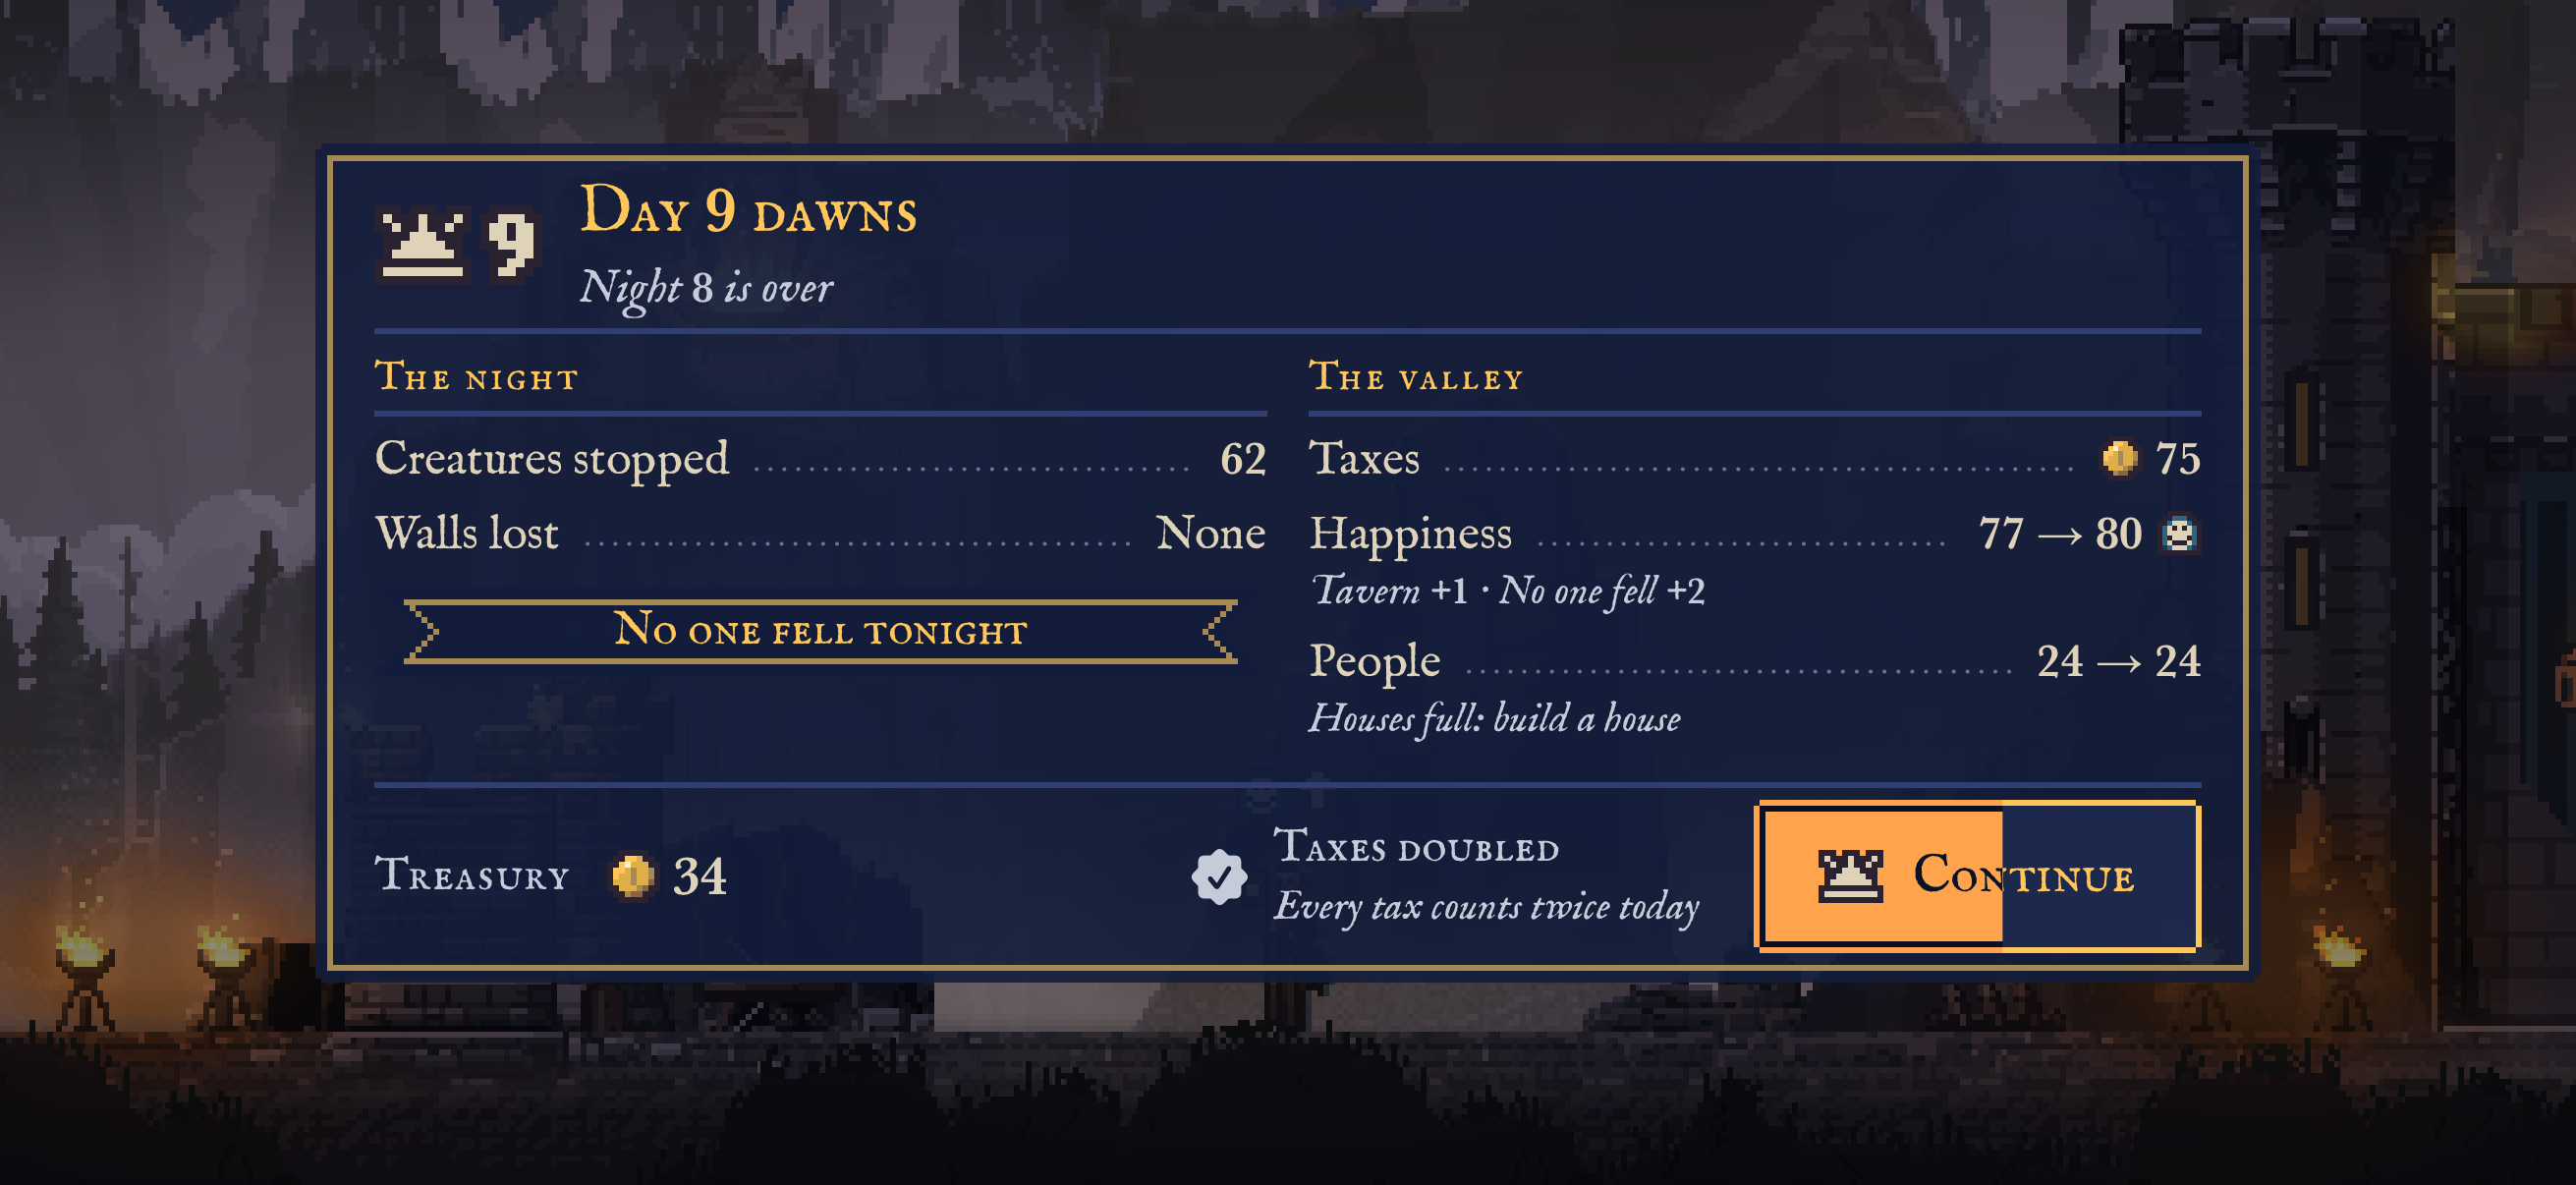 9
Day 9 dawns
Night 8 is over
The night
Creatures stopped 62
Walls lost None
No one fell tonight
The valley
Taxes 75
Happiness 77 → 80
Tavern +1 · No one fell +2
People 24 → 24
Houses full: build a house
Treasury 34
Taxes doubled
Every tax counts twice today
Continue